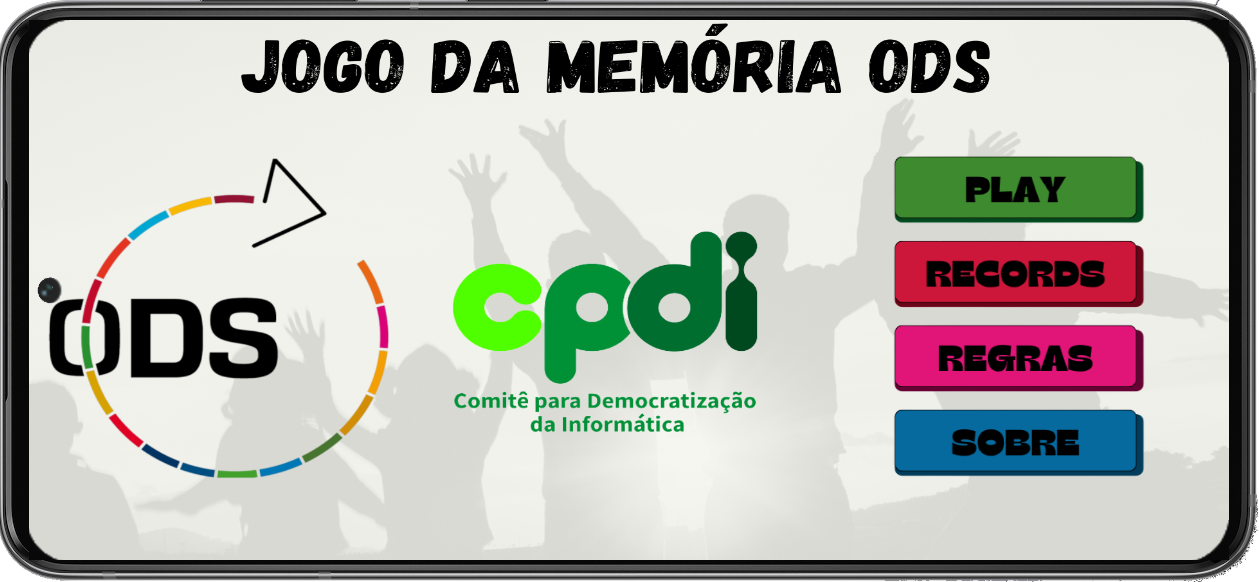 JOGO DA MEMÓRIA ODS
ODS
cpdi
Comitê para Democratização
da Informática
PLAY
RECORDS
REGRAS
SOBRE